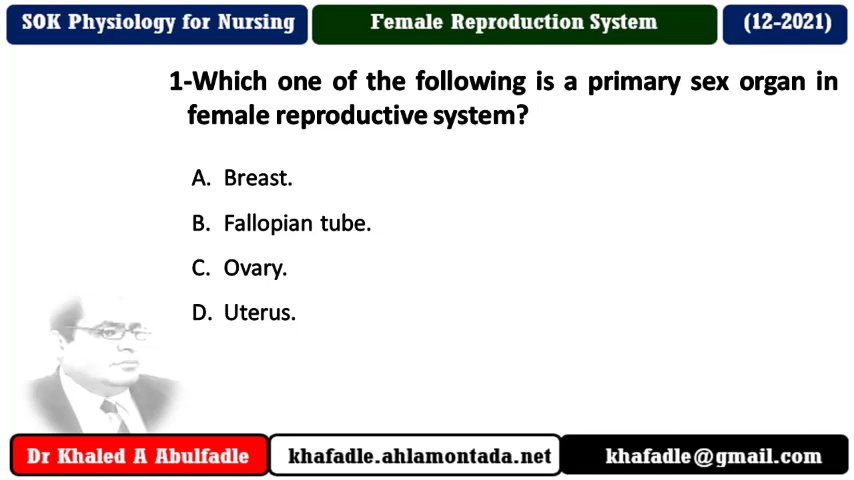 SOK Physiology for Nursing
Female Reproduction System
(12-2021)
1-Which one of the following is a primary sex organ in
female reproductive system?
A. Breast.
B. Fallopian tube.
C. Ovary.
D. Uterus.
Dr Khaled A Abulfadle
khafadle.ahlamontada.net
khafadle@gmail.com